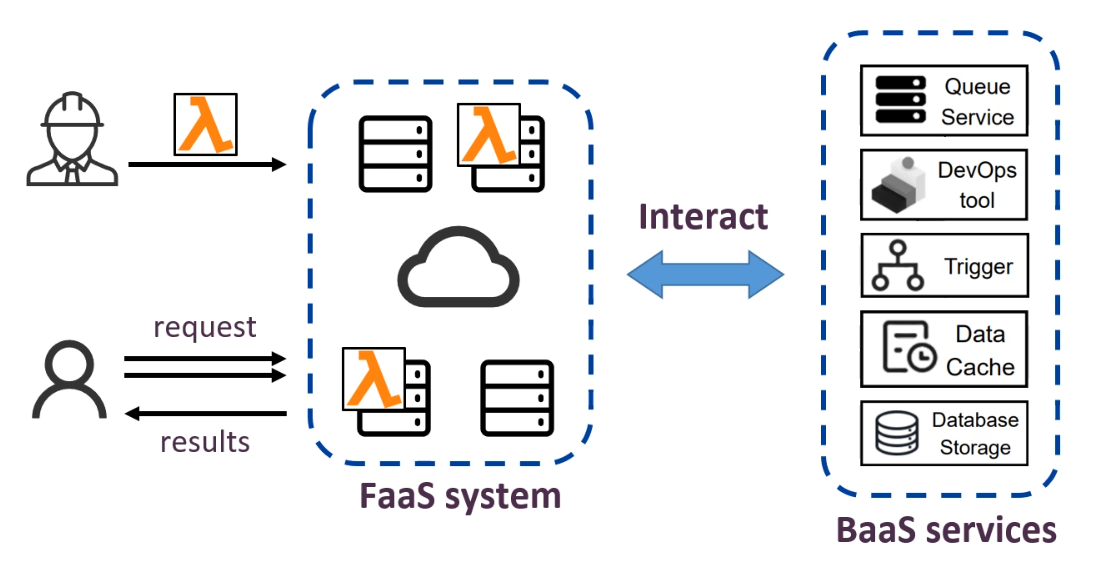 request
results
FaaS system
Interact
Queue
Service
DevOps
tool
Trigger
Data
Cache
Database
Storage
BaaS services